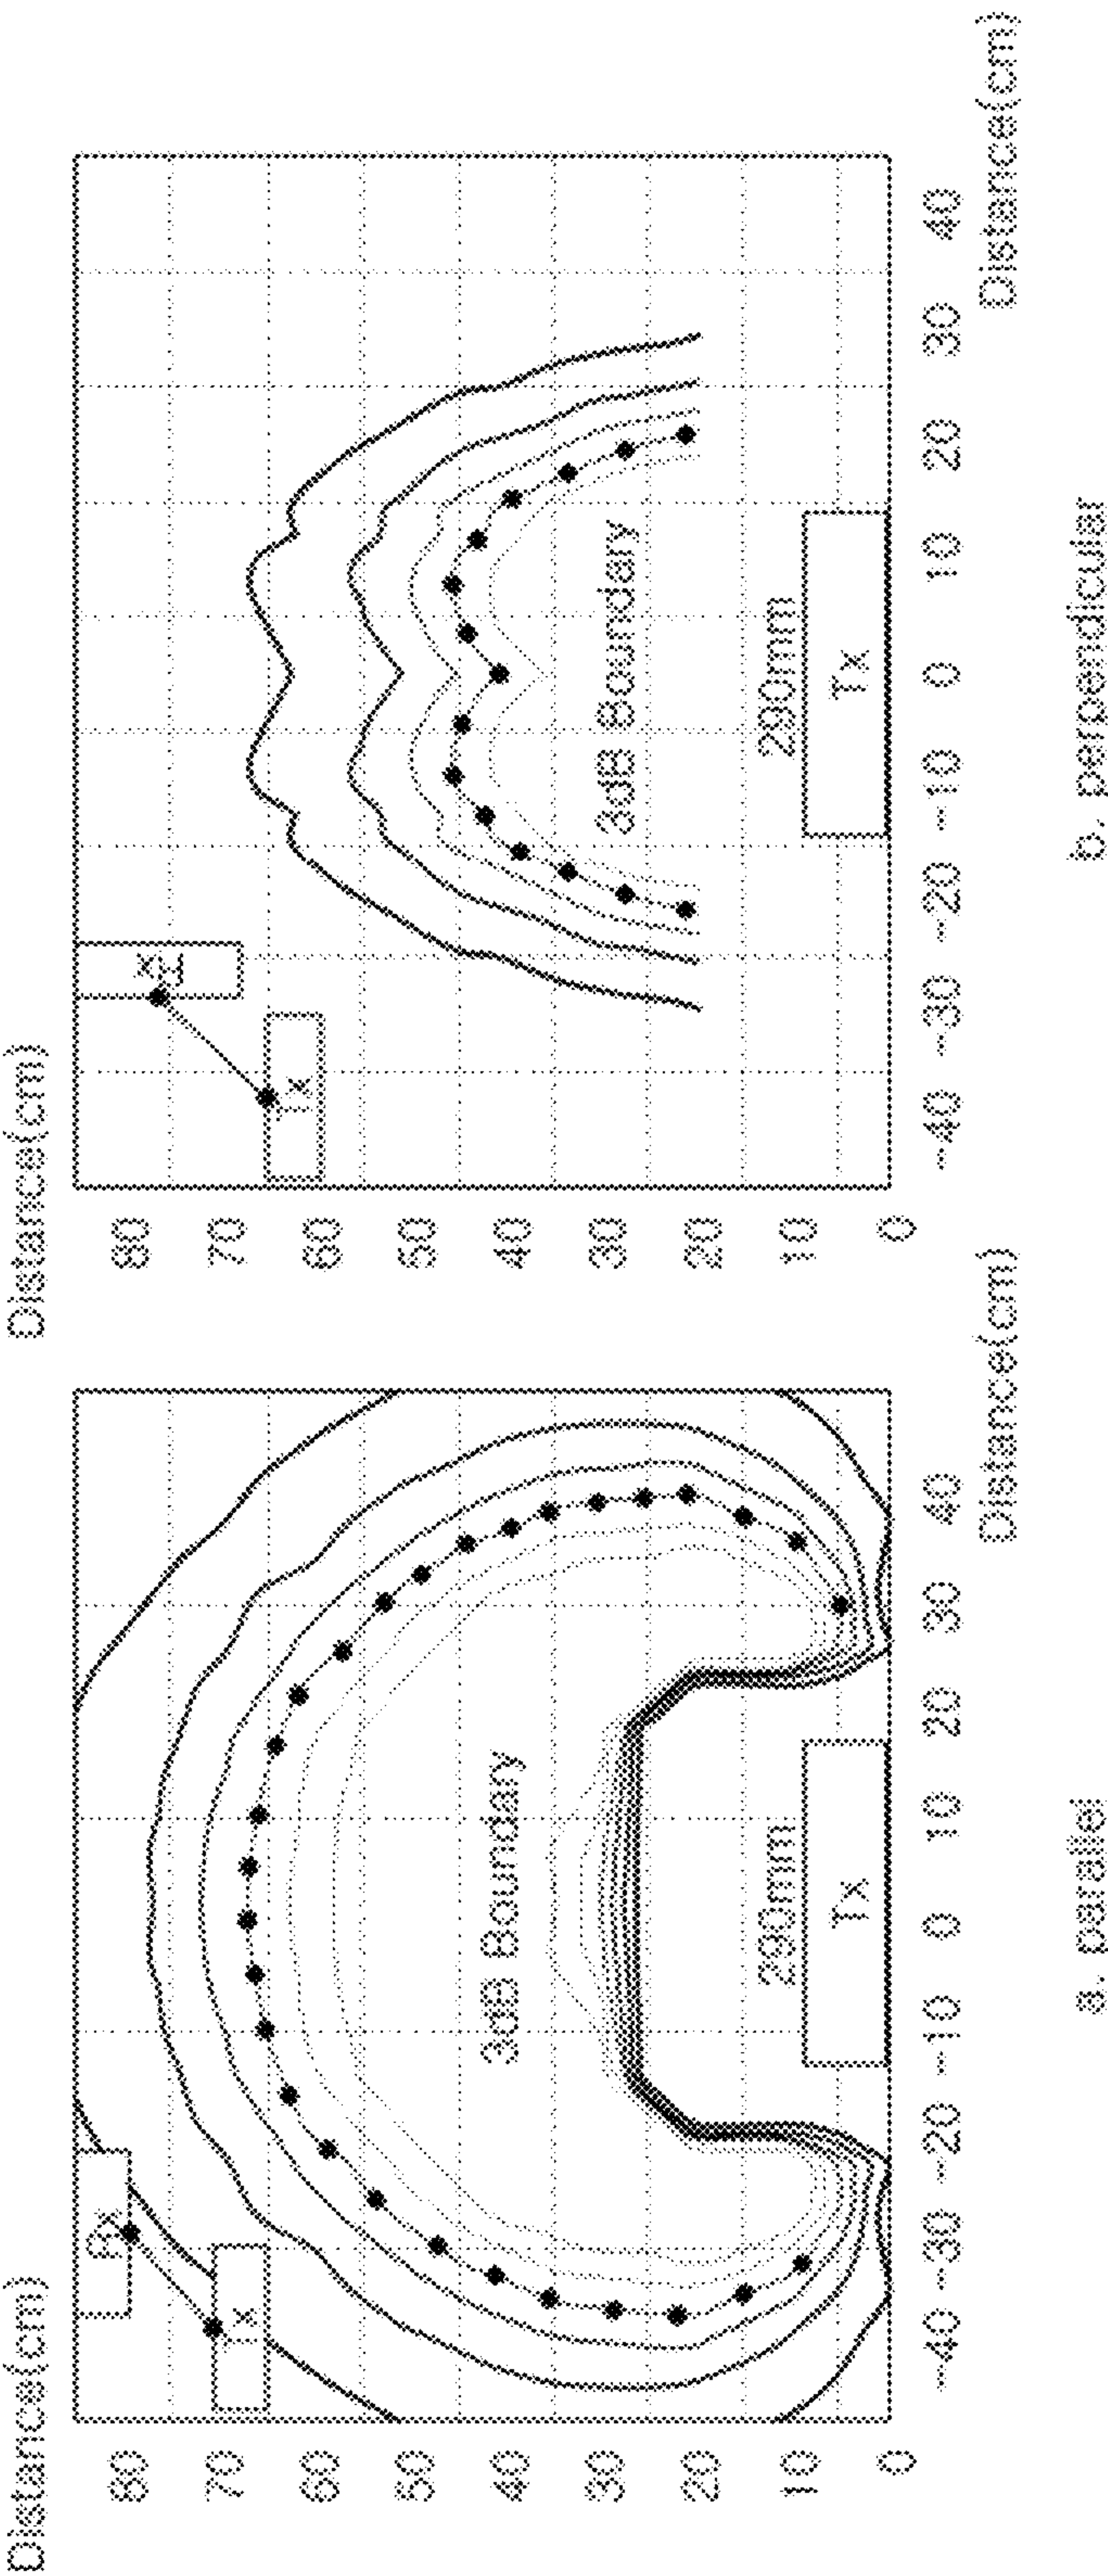 Distance(cm)
80
70
60
50
40
30
20
10
0
Rx
Tx
3dB Boundary
290mm
Tx
-40 -30 -20 -10 0 10 20 30 40
Distance(cm)
a. parallel
Distance(cm)
80
70
60
50
40
30
20
10
0
Rx
Tx
3dB Boundary
290mm
Tx
-40 -30 -20 -10 0 10 20 30 40
Distance(cm)
b. perpendicular